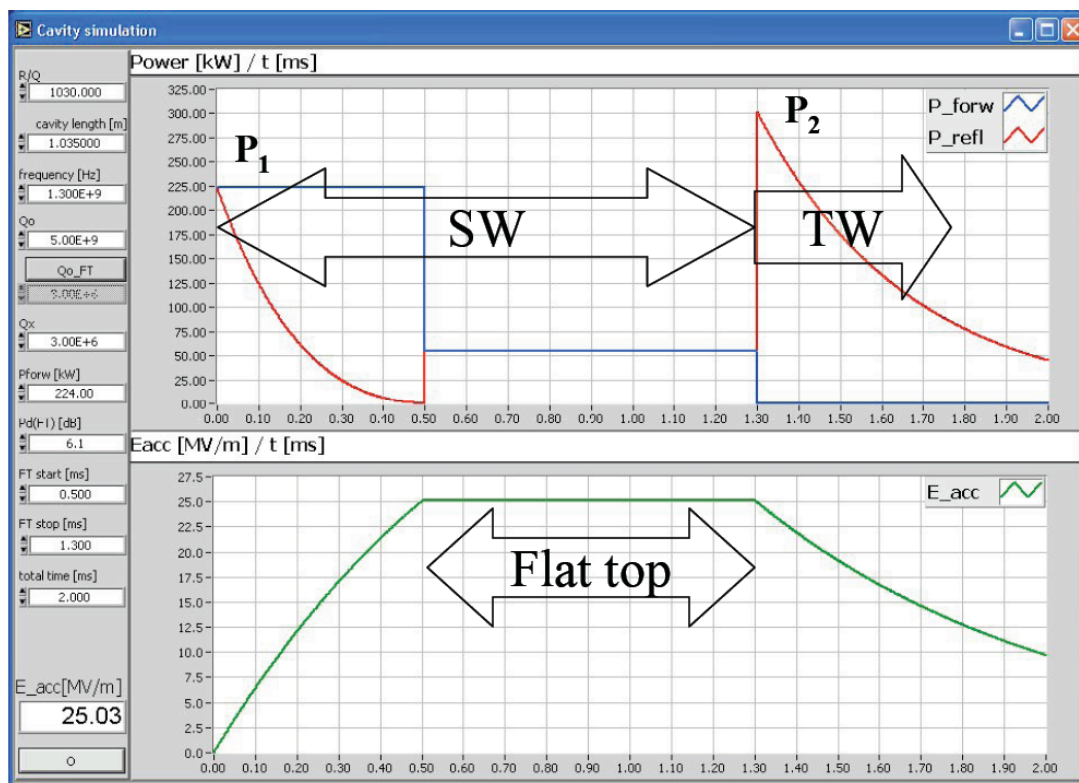 Cavity simulation
R/Q
1030.000
cavity length [m]
1.035000
frequency [Hz]
1.300E+9
Qo
5.00E+9
Qo_FT
Qx
3.00E+6
Pforw [kW]
224.00
6.1
FT start [ms]
0.500
FT stop [ms]
1.300
total time [ms]
2.000
E_acc[MV/m]
25.03
Power [kW] / t [ms]
325.00
300.00
275.00
250.00
225.00
200.00
175.00
150.00
125.00
100.00
75.00
50.00
25.00
0.00
P₁
P₂
P_forw
P_refl
SW
TW
0.00 0.10 0.20 0.30 0.40 0.50 0.60 0.70 0.80 0.90 1.00 1.10 1.20 1.30 1.40 1.50 1.60 1.70 1.80 1.90 2.00
Eacc [MV/m] / t [ms]
27.5
25.0
22.5
20.0
17.5
15.0
12.5
10.0
7.5
5.0
2.5
0.0
E_acc
Flat top
0.00 0.10 0.20 0.30 0.40 0.50 0.60 0.70 0.80 0.90 1.00 1.10 1.20 1.30 1.40 1.50 1.60 1.70 1.80 1.90 2.00